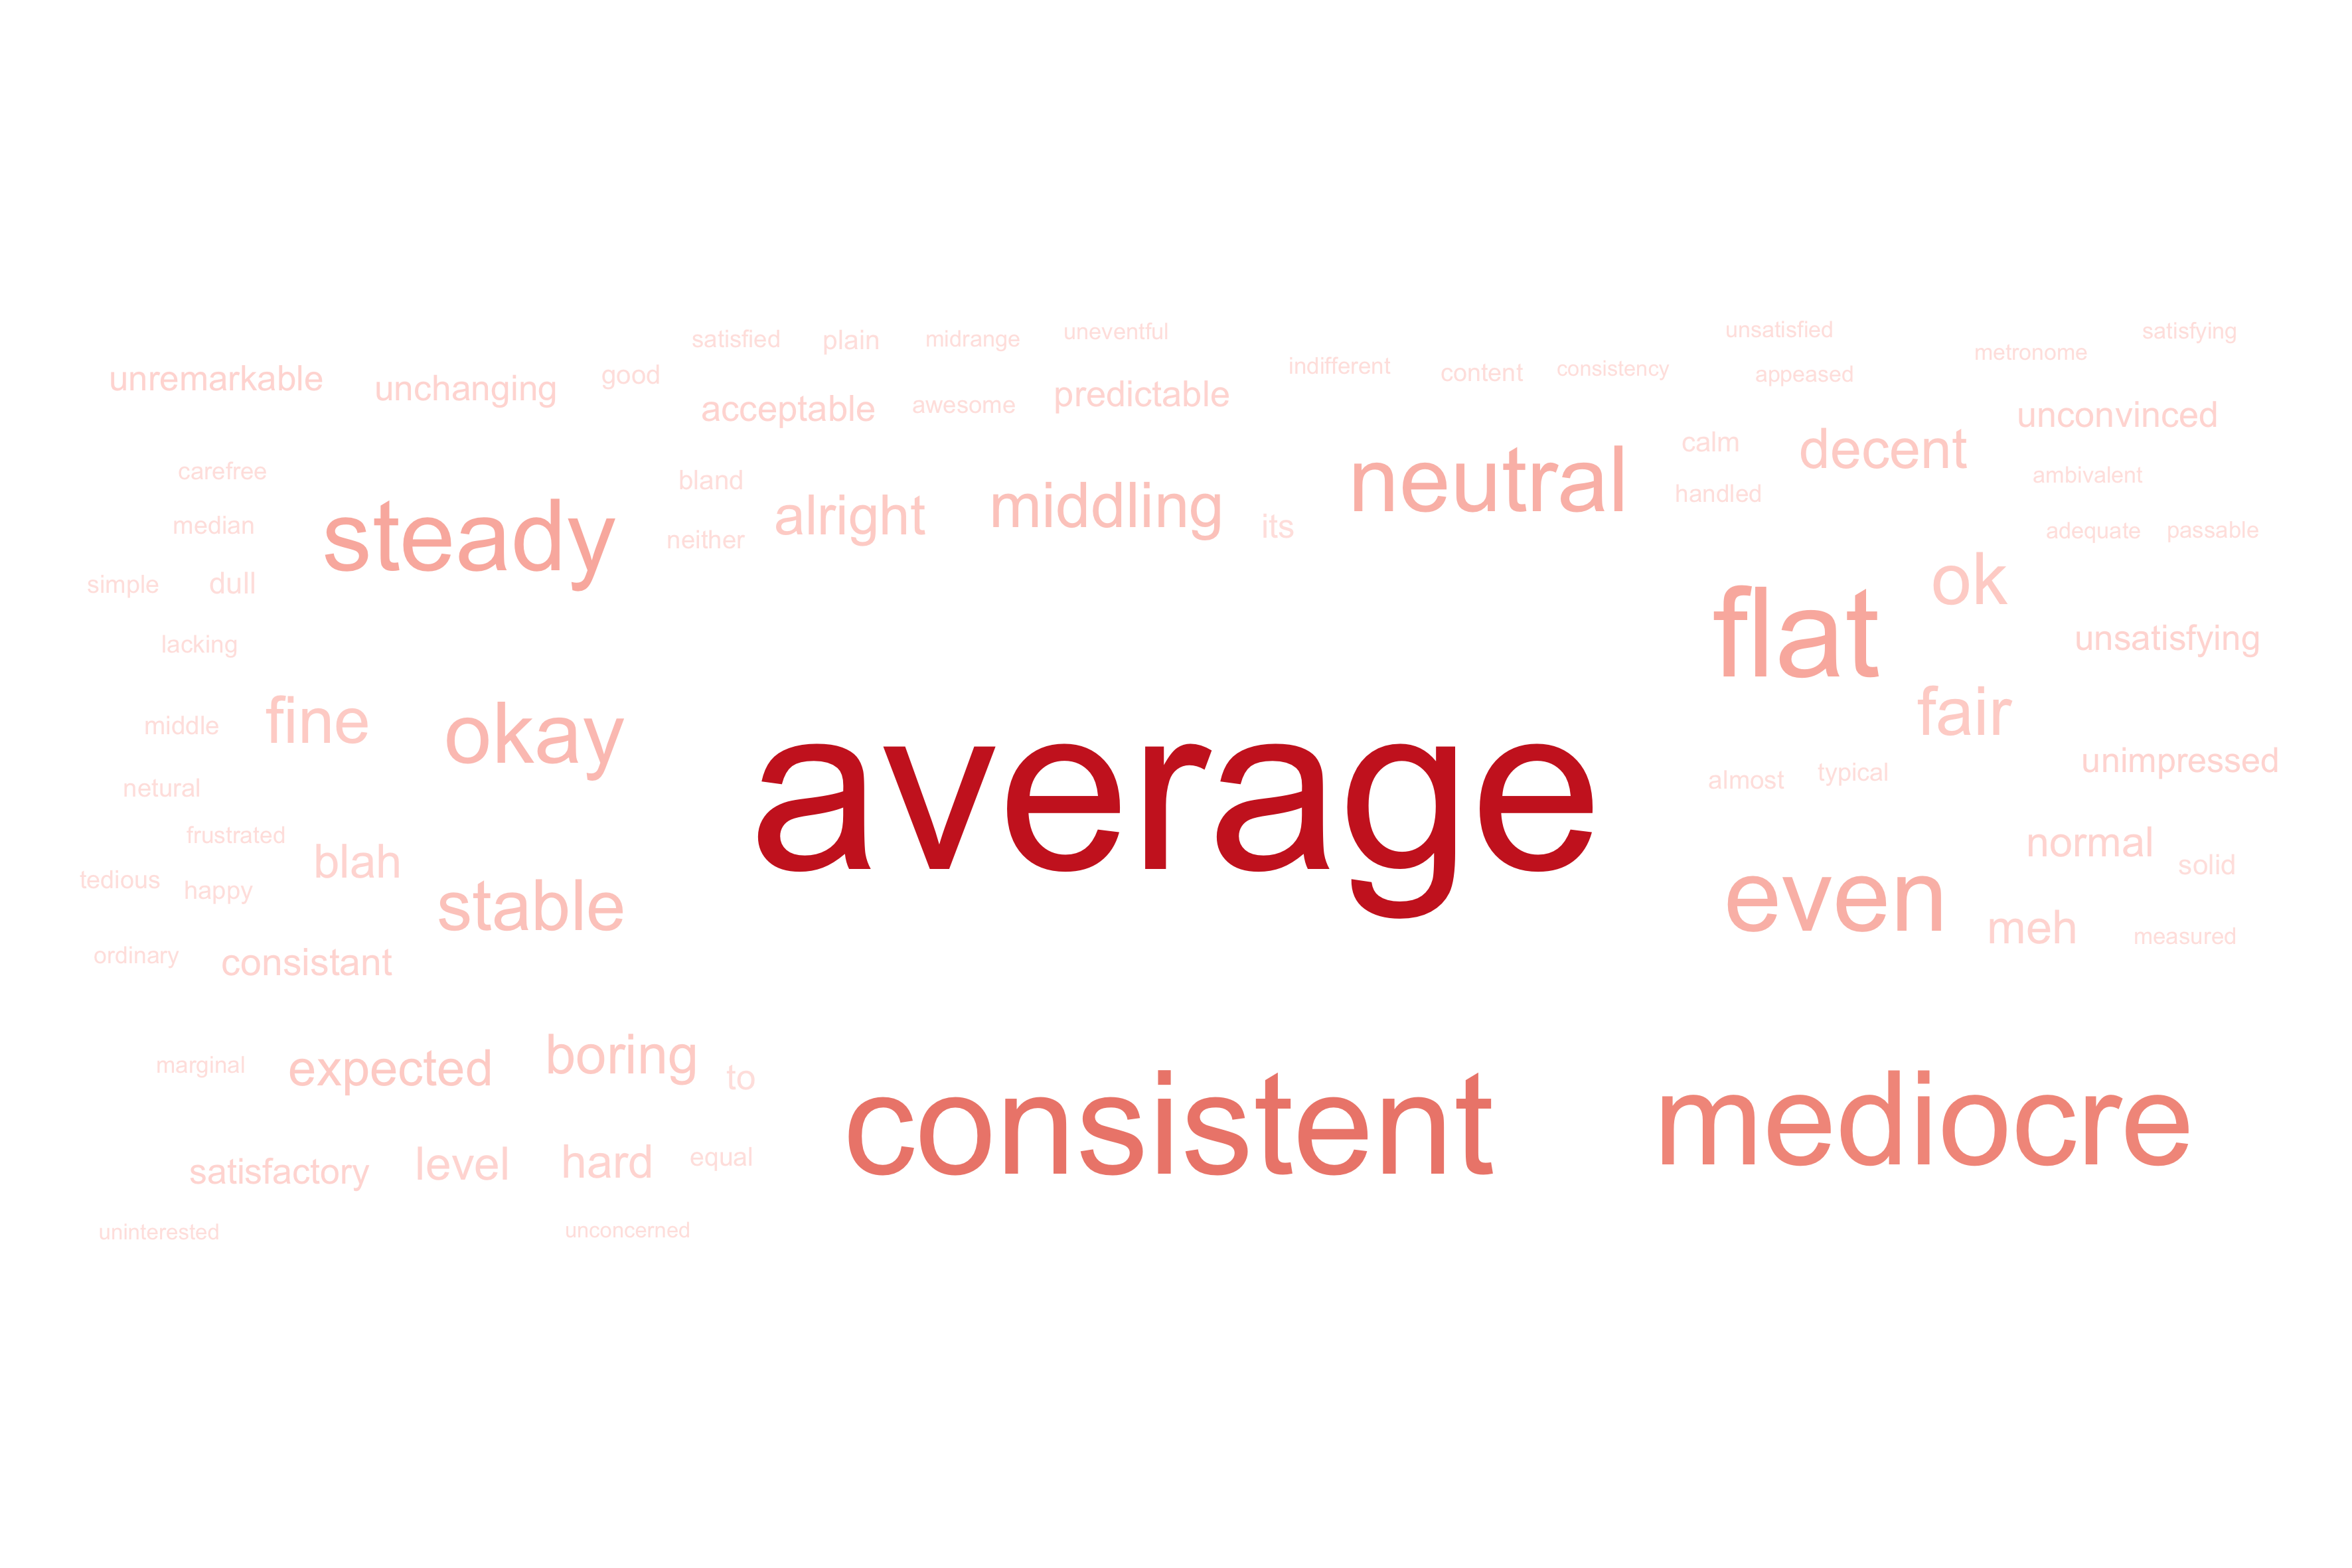 unsatisfied satisfying
satisfied plain midrange uneventful
metronome
indifferent content consistency appeased
unremarkable unchanging good
acceptable awesome predictable
unconvinced
calm decent
carefree bland neutral ambivalent
handled
alright middling its
median steady neither adequate passable
simple dull ok
lacking flat unsatisfying
middle fine okay fair
unimpressed
netural average almost typical
frustrated blah normal solid
tedious happy
stable even meh measured
ordinary consistant
marginal expected boring to
consistent mediocre
satisfactory level hard equal
uninterested unconcerned